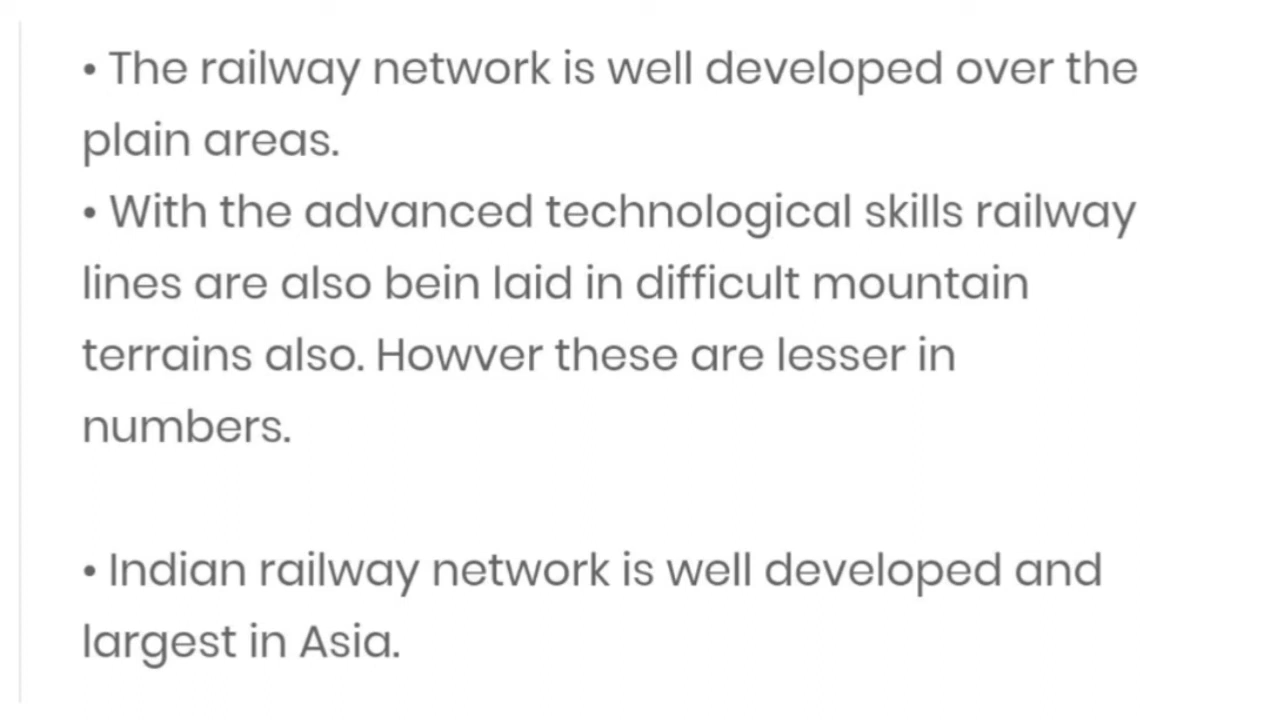 • The railway network is well developed over the
plain areas.
• With the advanced technological skills railway
lines are also bein laid in difficult mountain
terrains also. Howver these are lesser in
numbers.
• Indian railway network is well developed and
largest in Asia.